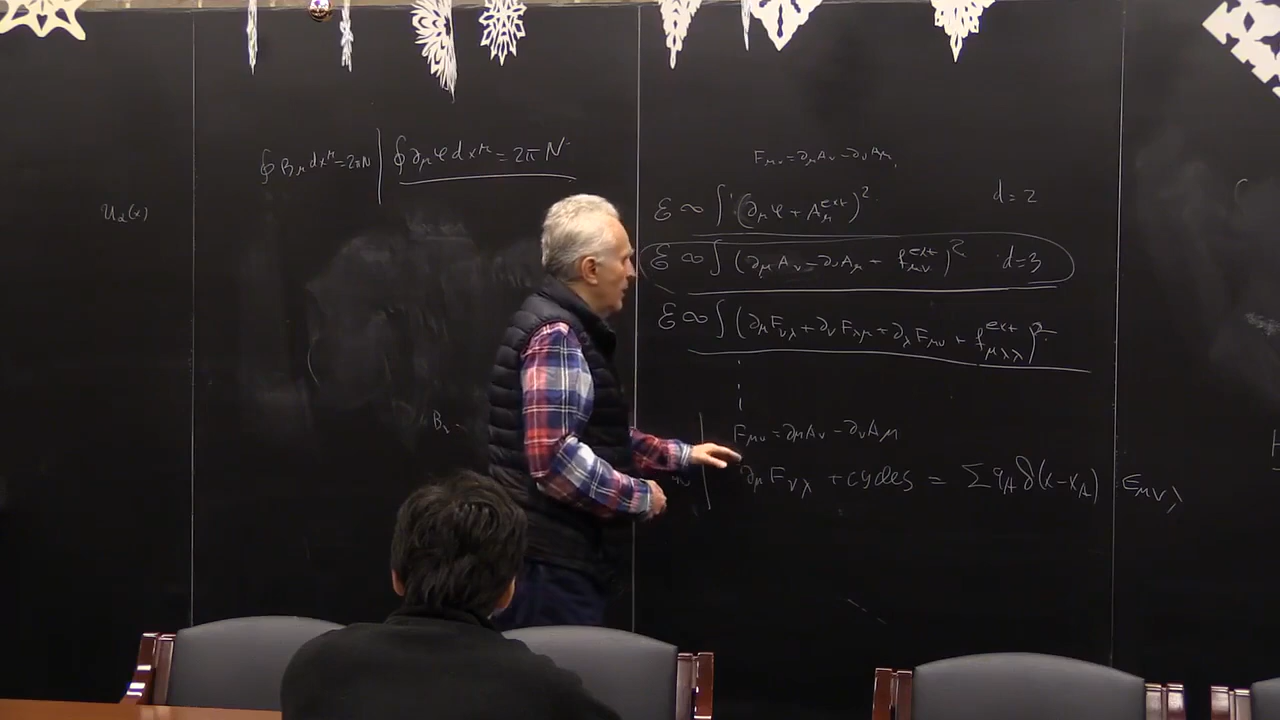 ∮ B_μ dx^μ = 2πN | ∮ ∂_μ φ dx^μ = 2πN
u_α(x)
F_μν = ∂_μ A_ν − ∂_ν A_μ
ℰ ∞ ∫ (∂_μ φ + A_μ^ext)² d=2
ℰ ∞ ∫ (∂_μ A_ν − ∂_ν A_μ + f_μν^ext)² d=3
ℰ ∞ ∫ (∂_μ F_νλ + ∂_ν F_λμ + ∂_λ F_μν + f_μλλ^ext)²
F_μν = ∂_μ A_ν − ∂_ν A_μ
∂_μ F_νλ + cycles = Σ q_A δ(x−x_A) ϵ_μνλ